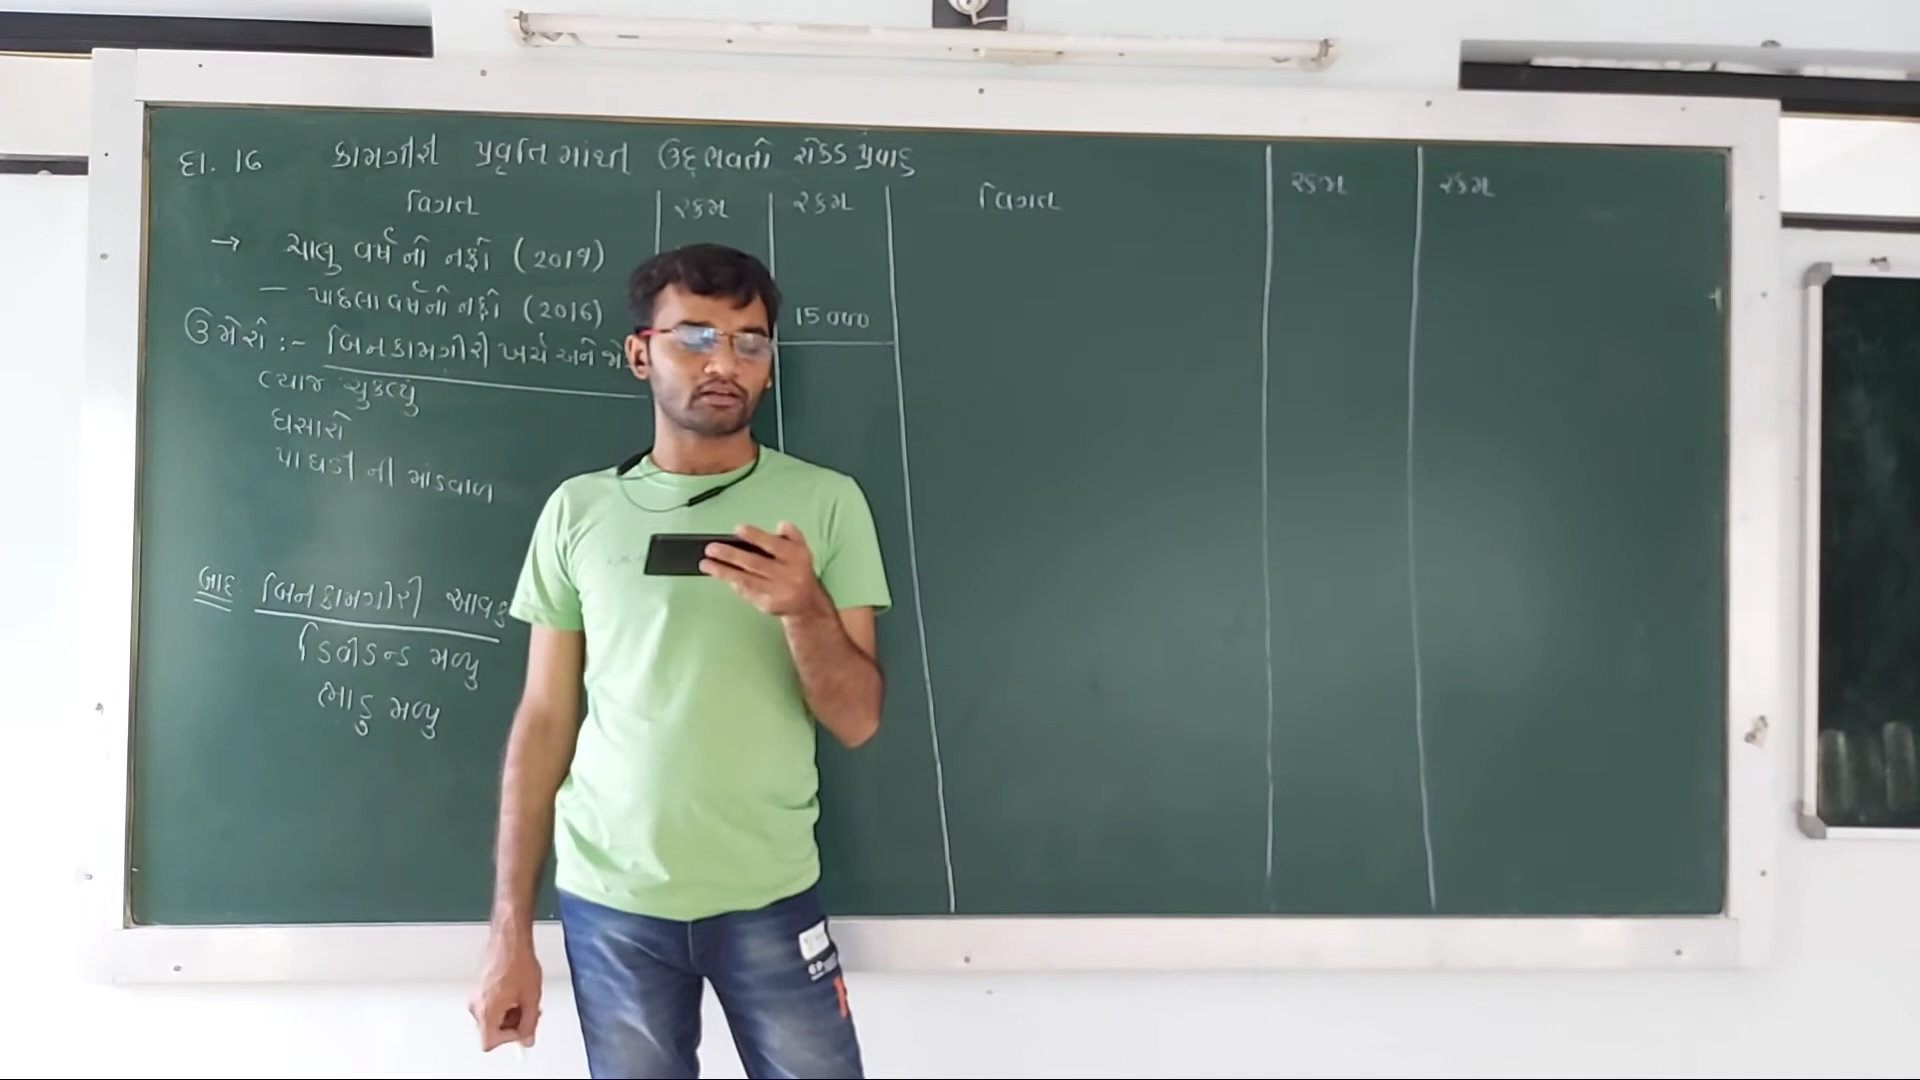 દા. 16 કામગીરી પ્રવૃતિમાંથી ઉદ્ભવતો રોકડ પ્રવાહ
વિગત રકમ રકમ વિગત રકમ રકમ
→ ચાલુ વર્ષનો નફો (2017)
– પાછલા વર્ષનો નફો (2016) 15000
ઉમેરો :- બિનકામગીરી ખર્ચ અને
વ્યાજ ચુકવ્યું
ઘસારો
પાઘડી ની માંડવાળ
બાદ બિનકામગીરી આવક
ડિવીડન્ડ મળ્યુ
ભાડુ મળ્યુ